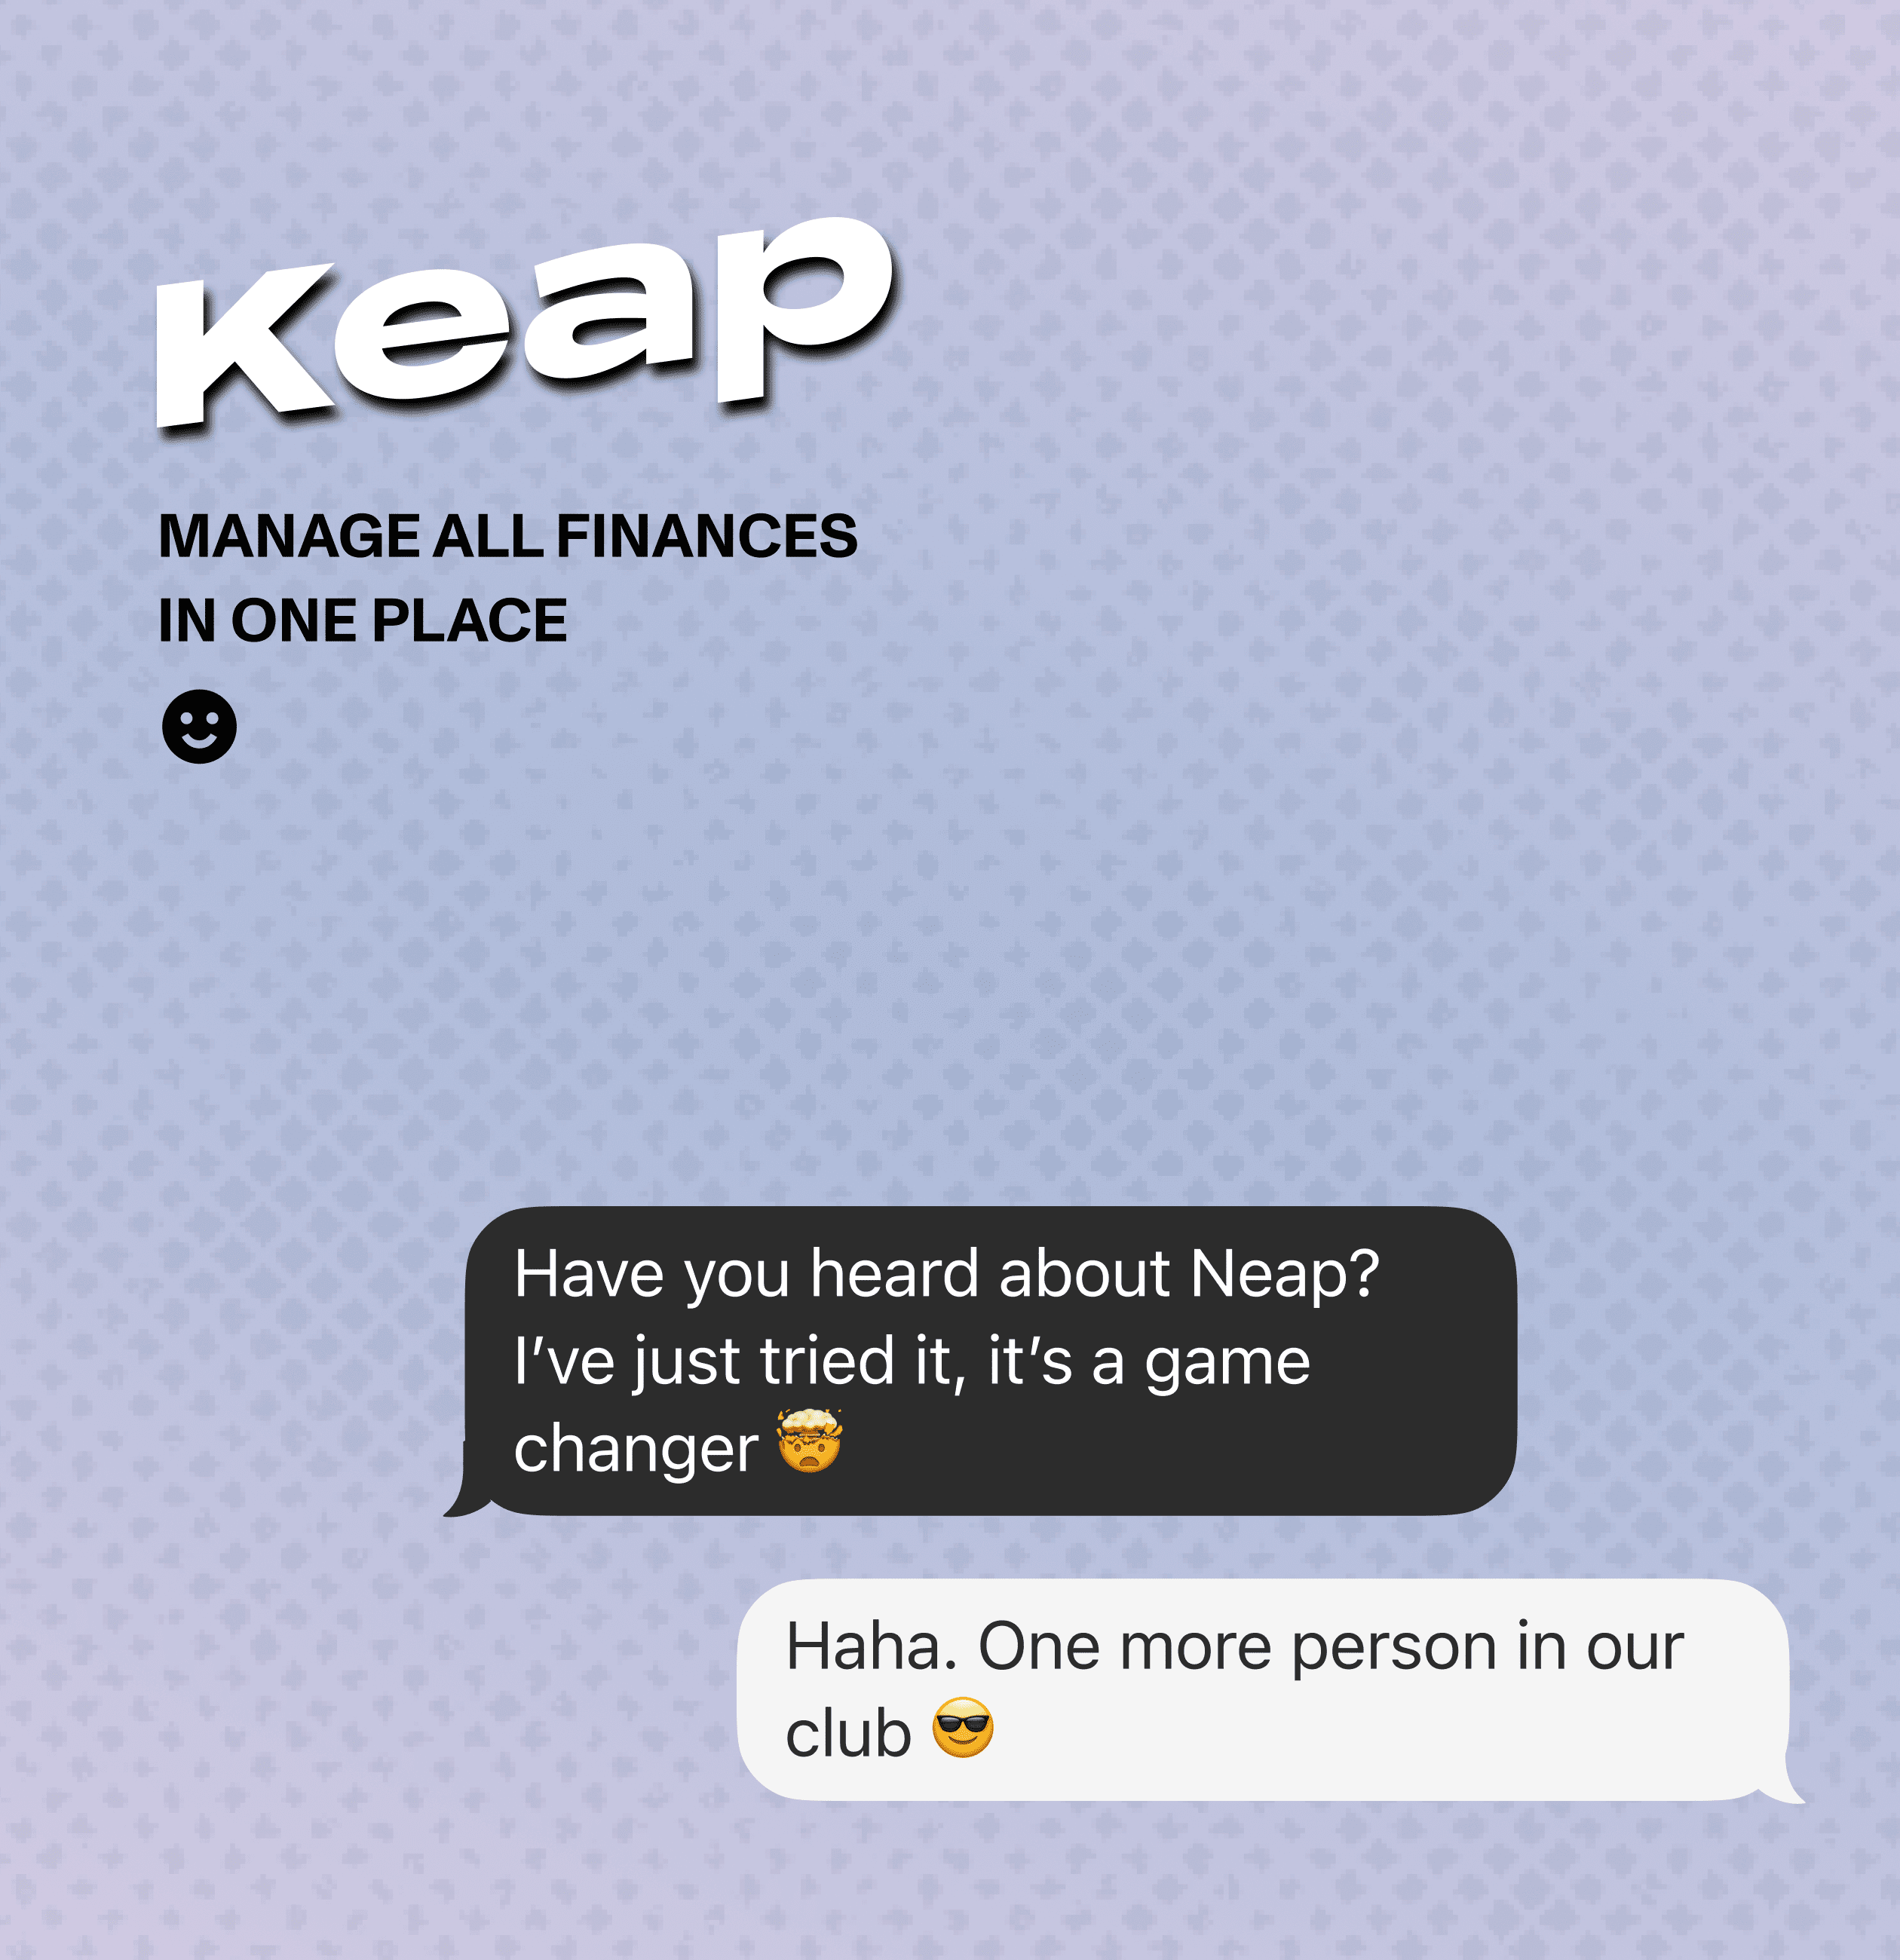 Keap
MANAGE ALL FINANCES
IN ONE PLACE
Have you heard about Neap?
I’ve just tried it, it’s a game
changer 🤯
Haha. One more person in our
club 😎